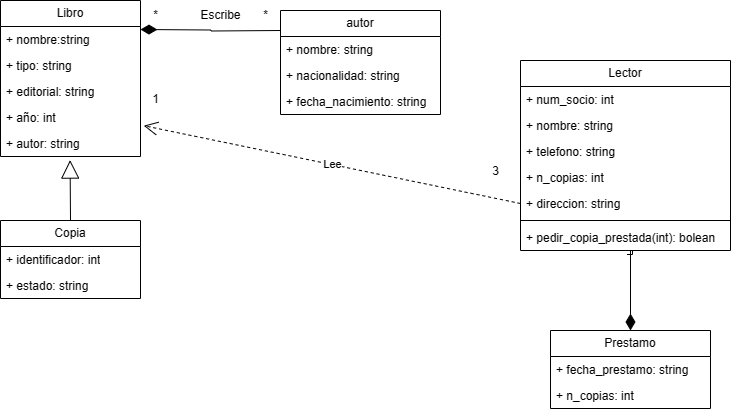 Libro
+ nombre:string
+ tipo: string
+ editorial: string
+ año: int
+ autor: string
*
Escribe
*
autor
+ nombre: string
+ nacionalidad: string
+ fecha_nacimiento: string
1
Lee
3
Lector
+ num_socio: int
+ nombre: string
+ telefono: string
+ n_copias: int
+ direccion: string
+ pedir_copia_prestada(int): bolean
Copia
+ identificador: int
+ estado: string
Prestamo
+ fecha_prestamo: string
+ n_copias: int